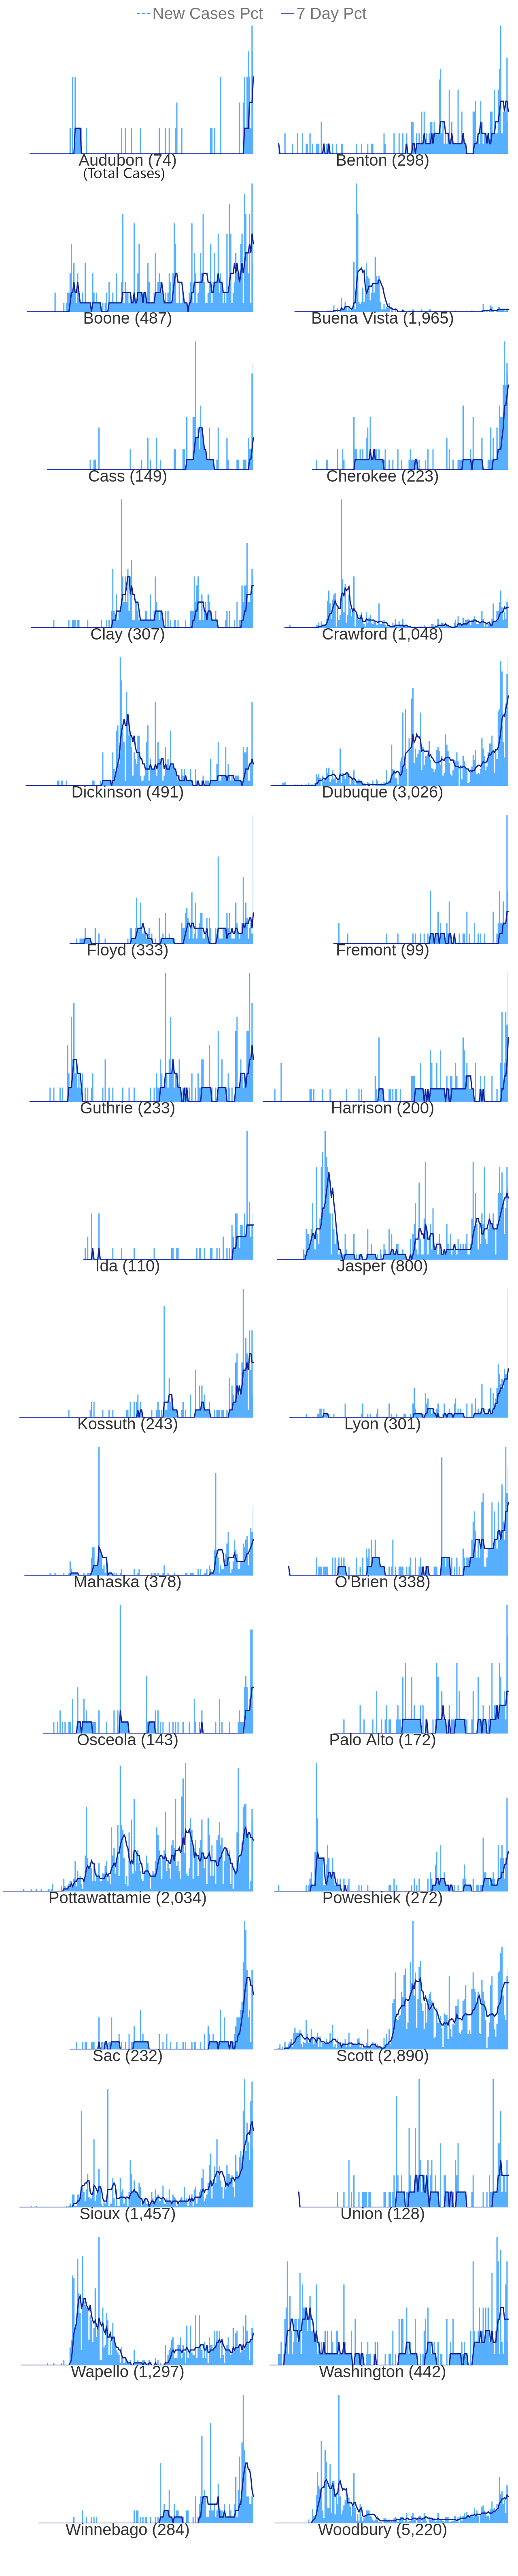 New Cases Pct 7 Day Pct
Audubon (74) Benton (298)
(Total Cases)
Boone (487) Buena Vista (1,965)
Cass (149) Cherokee (223)
Clay (307) Crawford (1,048)
Dickinson (491) Dubuque (3,026)
Floyd (333) Fremont (99)
Guthrie (233) Harrison (200)
Ida (110) Jasper (800)
Kossuth (243) Lyon (301)
Mahaska (378) O'Brien (338)
Osceola (143) Palo Alto (172)
Pottawattamie (2,034) Poweshiek (272)
Sac (232) Scott (2,890)
Sioux (1,457) Union (128)
Wapello (1,297) Washington (442)
Winnebago (284) Woodbury (5,220)